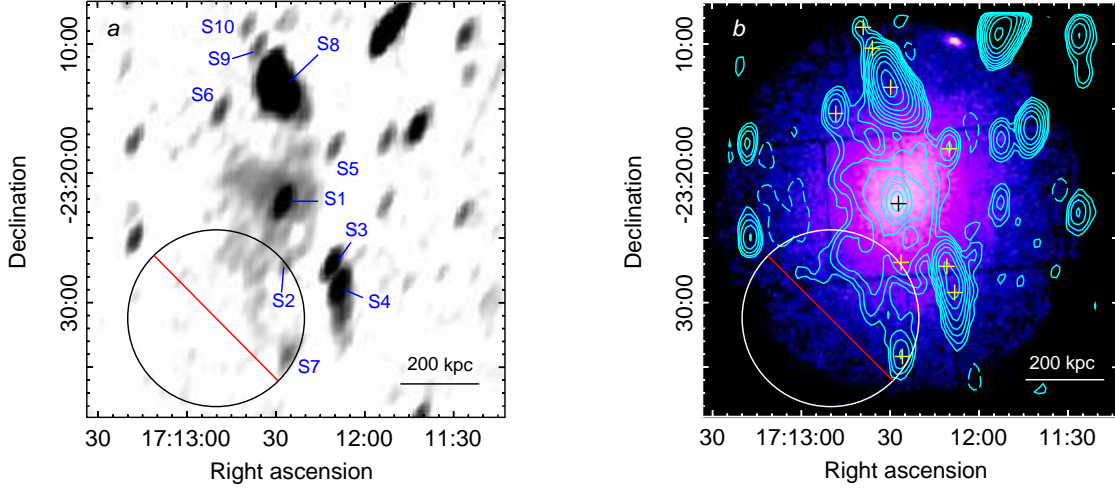 a
S10
S9
S8
S6
S5
S1
S3
S2
S4
S7
200 kpc
10:00
-23:20:00
30:00
Declination
30
17:13:00
30
12:00
11:30
Right ascension
b
200 kpc
10:00
-23:20:00
30:00
Declination
30
17:13:00
30
12:00
11:30
Right ascension